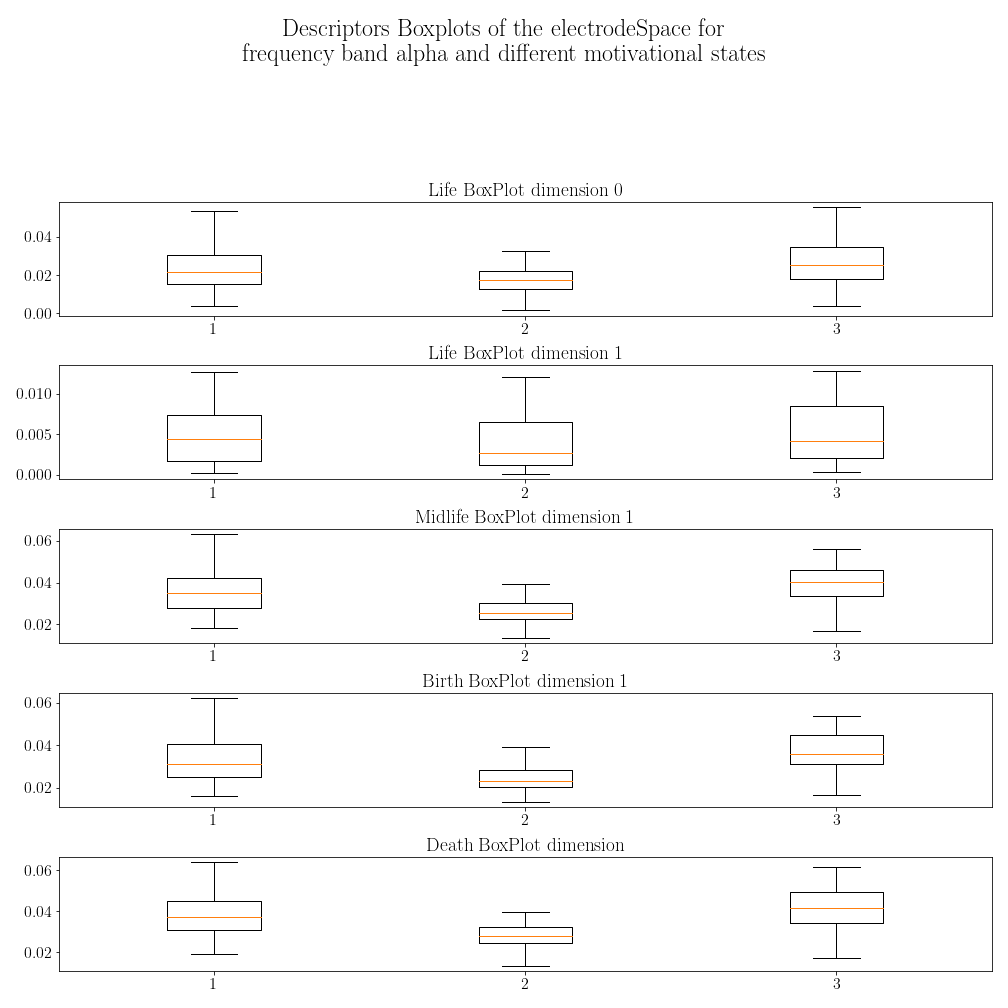 Descriptors Boxplots of the electrodeSpace for
frequency band alpha and different motivational states
Life BoxPlot dimension 0
0.04
0.02
0.00
1 2 3
Life BoxPlot dimension 1
0.010
0.005
0.000
1 2 3
Midlife BoxPlot dimension 1
0.06
0.04
0.02
1 2 3
Birth BoxPlot dimension 1
0.06
0.04
0.02
1 2 3
Death BoxPlot dimension
0.06
0.04
0.02
1 2 3